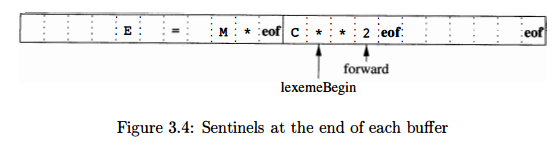 E = M * eof C * * 2 eof eof
forward
lexemeBegin
Figure 3.4: Sentinels at the end of each buffer